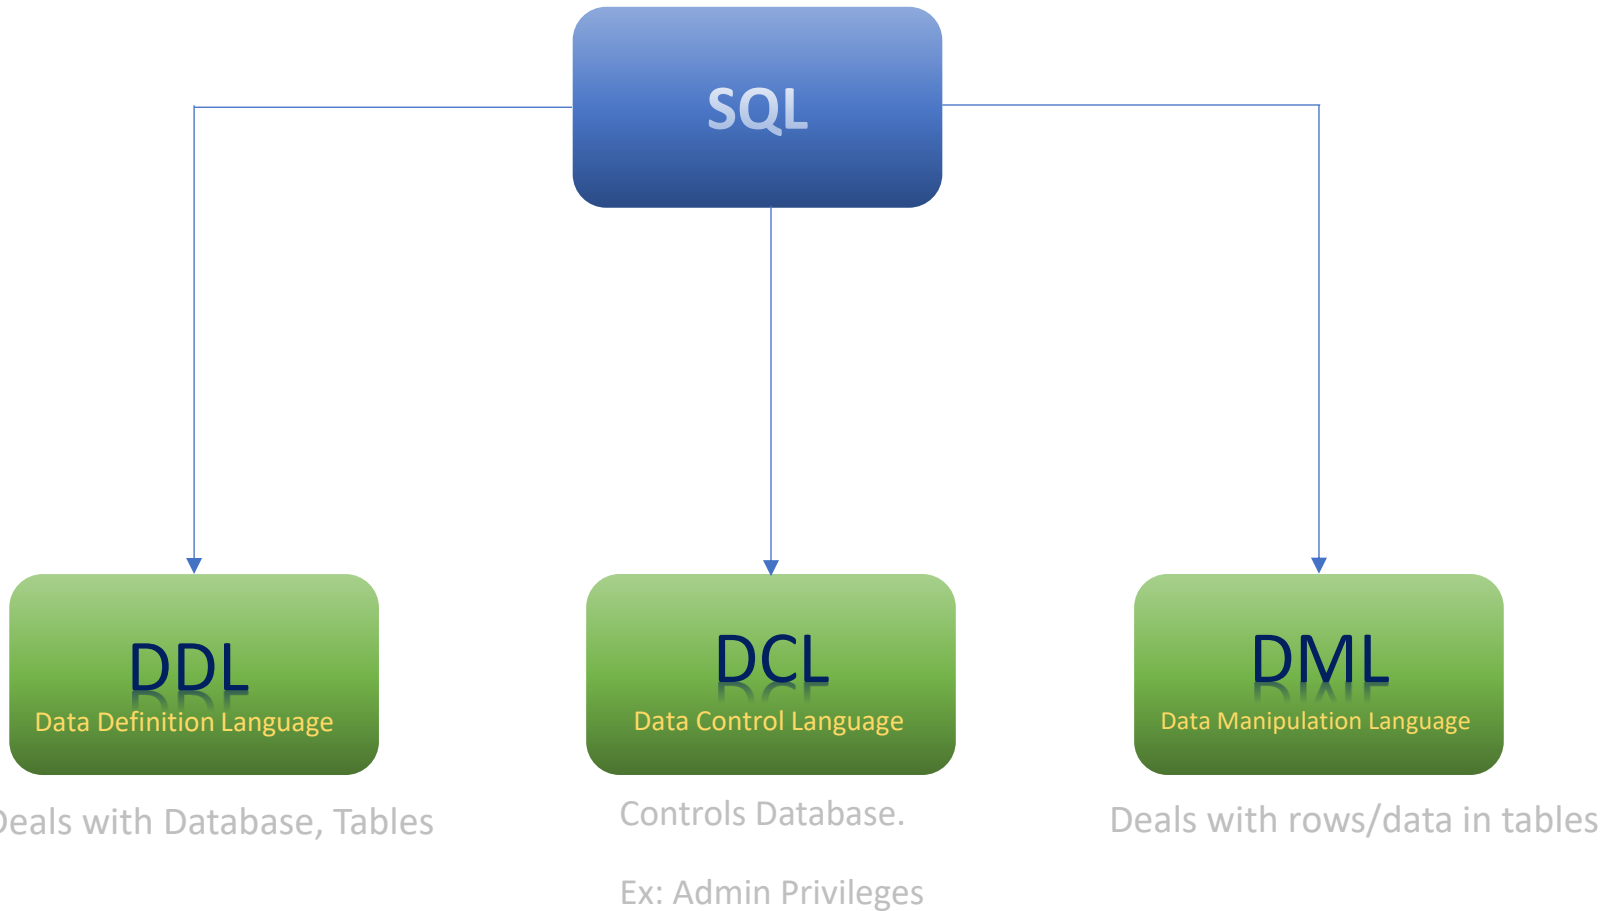 SQL
DDL
Data Definition Language
Deals with Database, Tables
DCL
Data Control Language
Controls Database.
Ex: Admin Privileges
DML
Data Manipulation Language
Deals with rows/data in tables